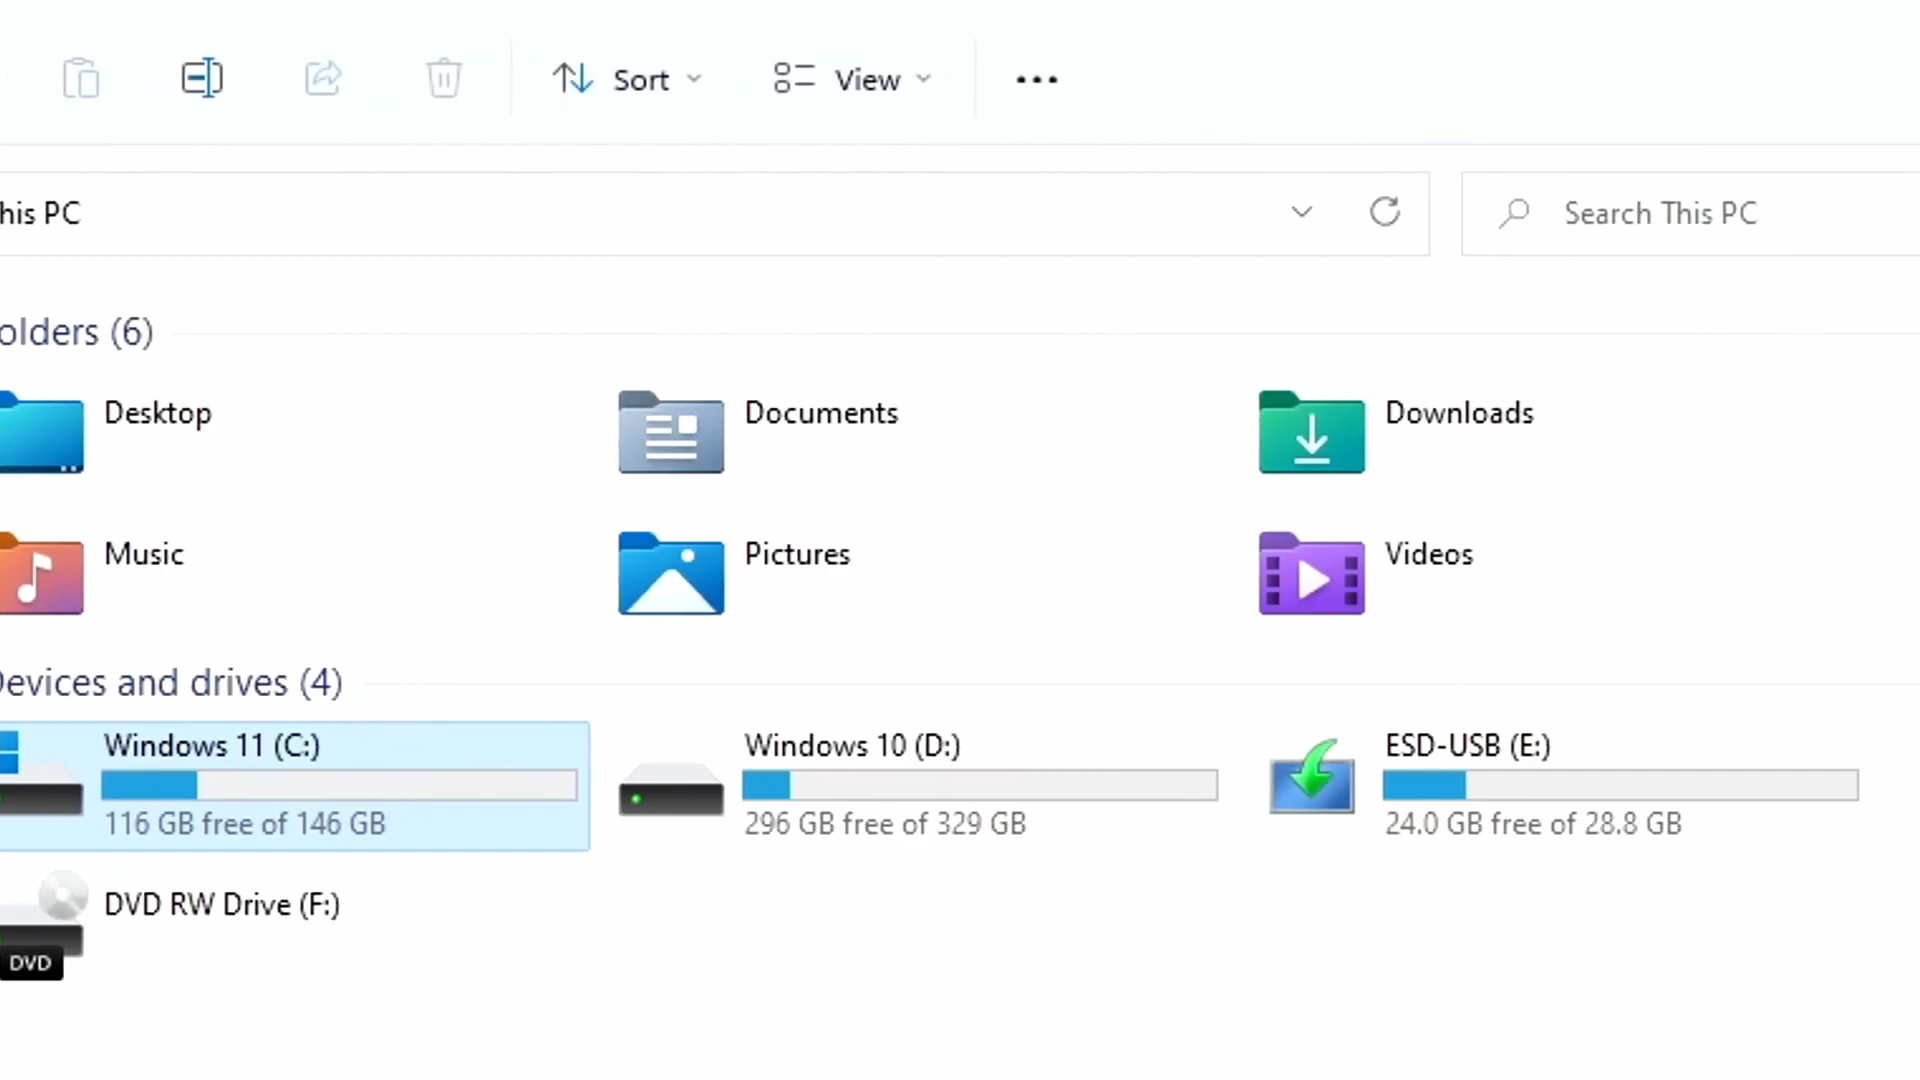 Sort
View
his PC
Search This PC
olders (6)
Desktop
Documents
Downloads
Music
Pictures
Videos
Devices and drives (4)
Windows 11 (C:)
Windows 10 (D:)
ESD-USB (E:)
116 GB free of 146 GB
296 GB free of 329 GB
24.0 GB free of 28.8 GB
DVD RW Drive (F:)
DVD